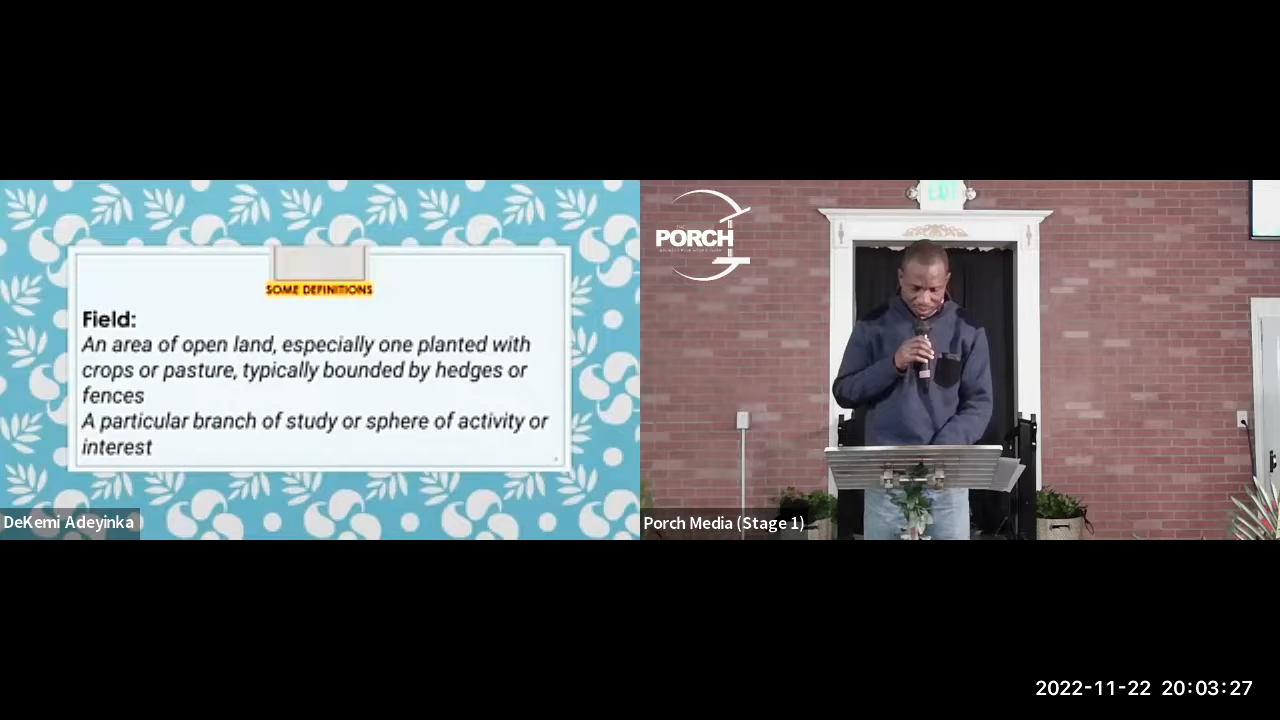 SOME DEFINITIONS
Field:
An area of open land, especially one planted with
crops or pasture, typically bounded by hedges or
fences
A particular branch of study or sphere of activity or
interest
DeKemi Adeyinka
EXIT
THE
PORCH
Porch Media (Stage 1)
2022-11-22 20:03:27